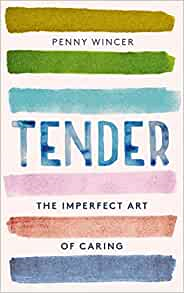 PENNY WINCER
TENDER
THE IMPERFECT ART
OF CARING